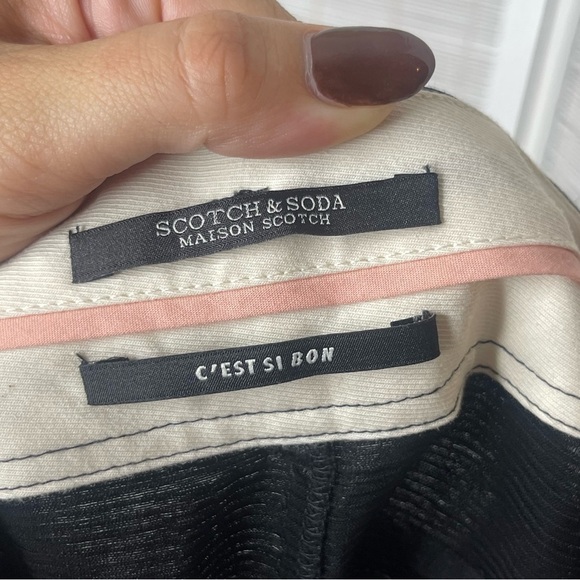 SCOTCH & SODA
MAISON SCOTCH
C'EST SI BON